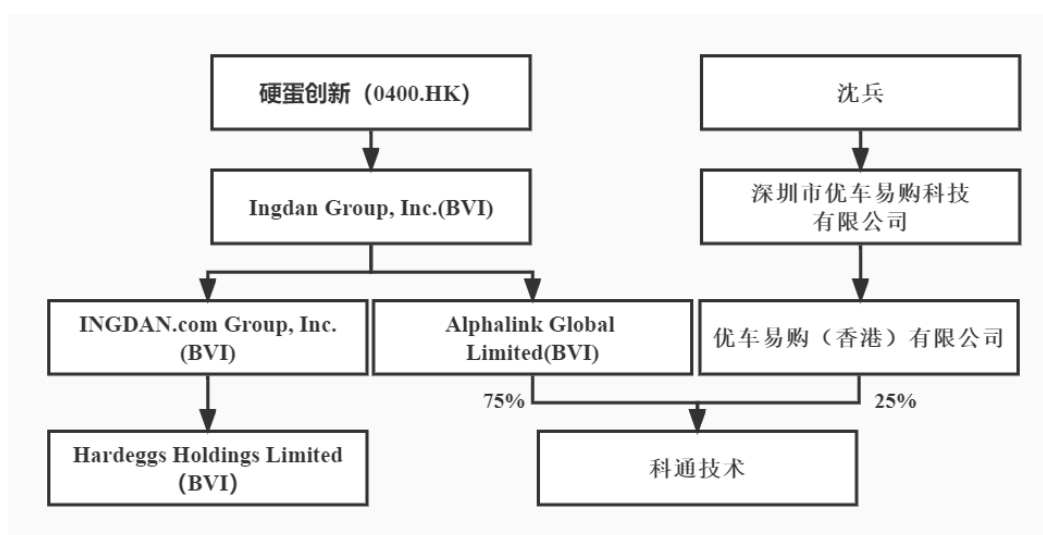 硬蛋创新（0400.HK）
沈兵
Ingdan Group, Inc.(BVI)
深圳市优车易购科技
有限公司
INGDAN.com Group, Inc.
(BVI)
Alphalink Global
Limited(BVI)
优车易购（香港）有限公司
75%
25%
Hardeggs Holdings Limited
（BVI）
科通技术